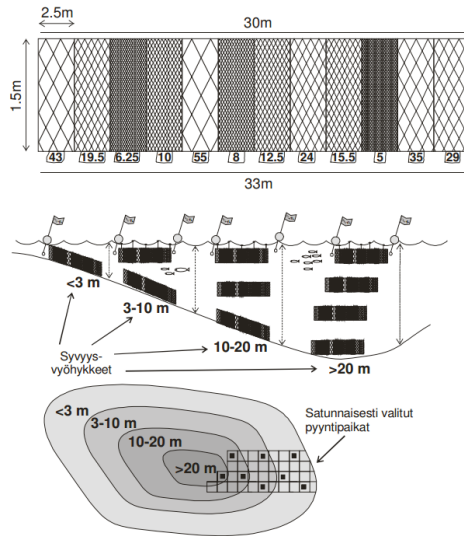 2.5m
30m
1.5m
43 19.5 6.25 10 55 8 12.5 24 15.5 5 35 29
33m
<3 m
3-10 m
10-20 m
>20 m
Syvyys-
vyöhykkeet
<3 m
3-10 m
10-20 m
>20 m
Satunnaisesti valitut
pyyntipaikat